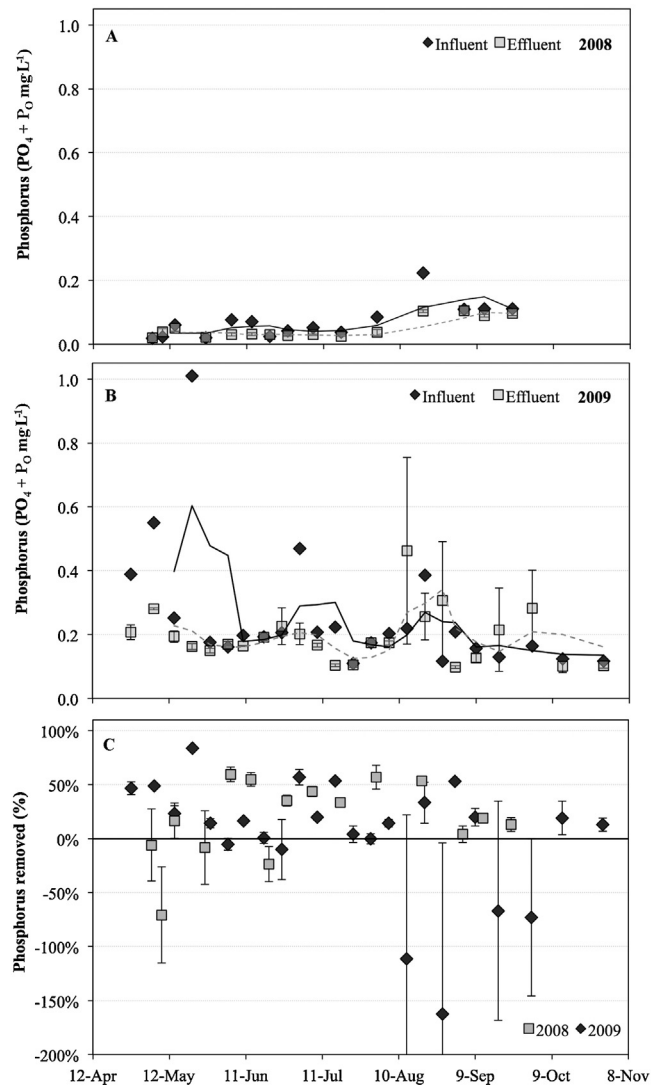 A
Influent Effluent 2008
Phosphorus (PO4 + PO mg·L-1)
1.0
0.8
0.6
0.4
0.2
0.0
B
Influent Effluent 2009
Phosphorus (PO4 + PO mg·L-1)
1.0
0.8
0.6
0.4
0.2
0.0
C
Phosphorus removed (%)
100%
50%
0%
-50%
-100%
-150%
-200%
2008 2009
12-Apr 12-May 11-Jun 11-Jul 10-Aug 9-Sep 9-Oct 8-Nov